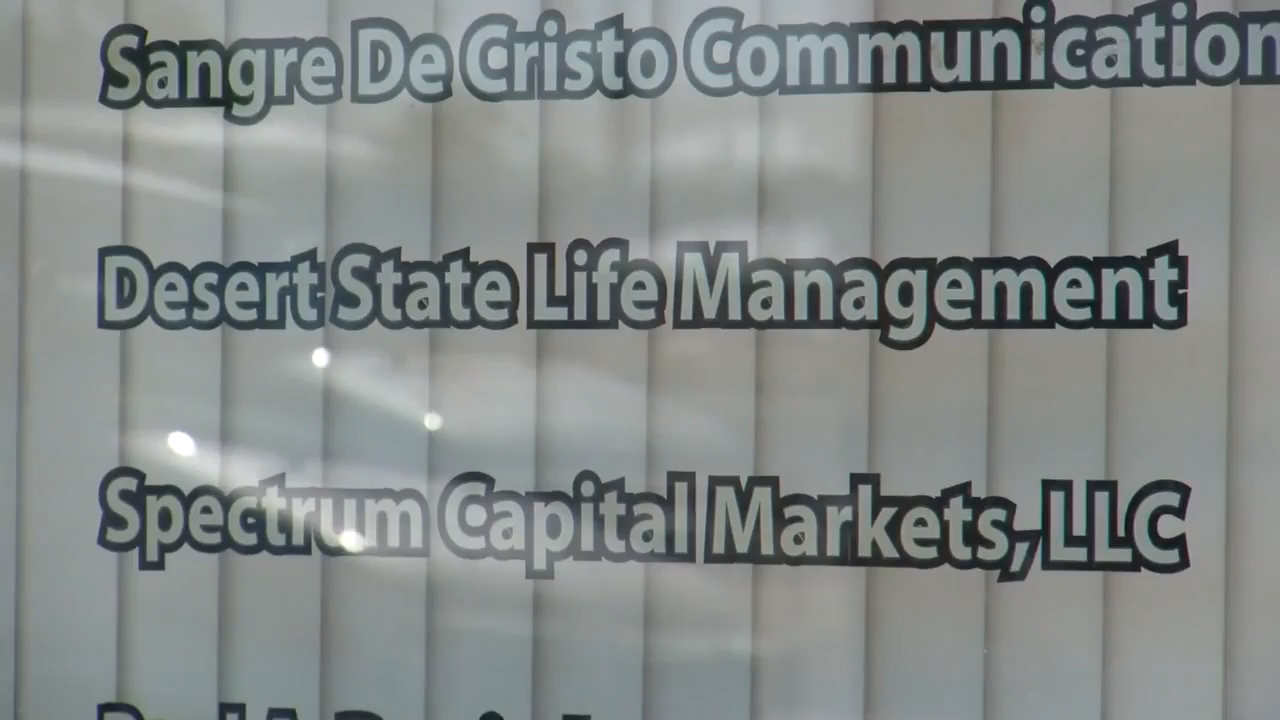 Sangre De Cristo Communication
Desert State Life Management
Spectrum Capital Markets, LLC